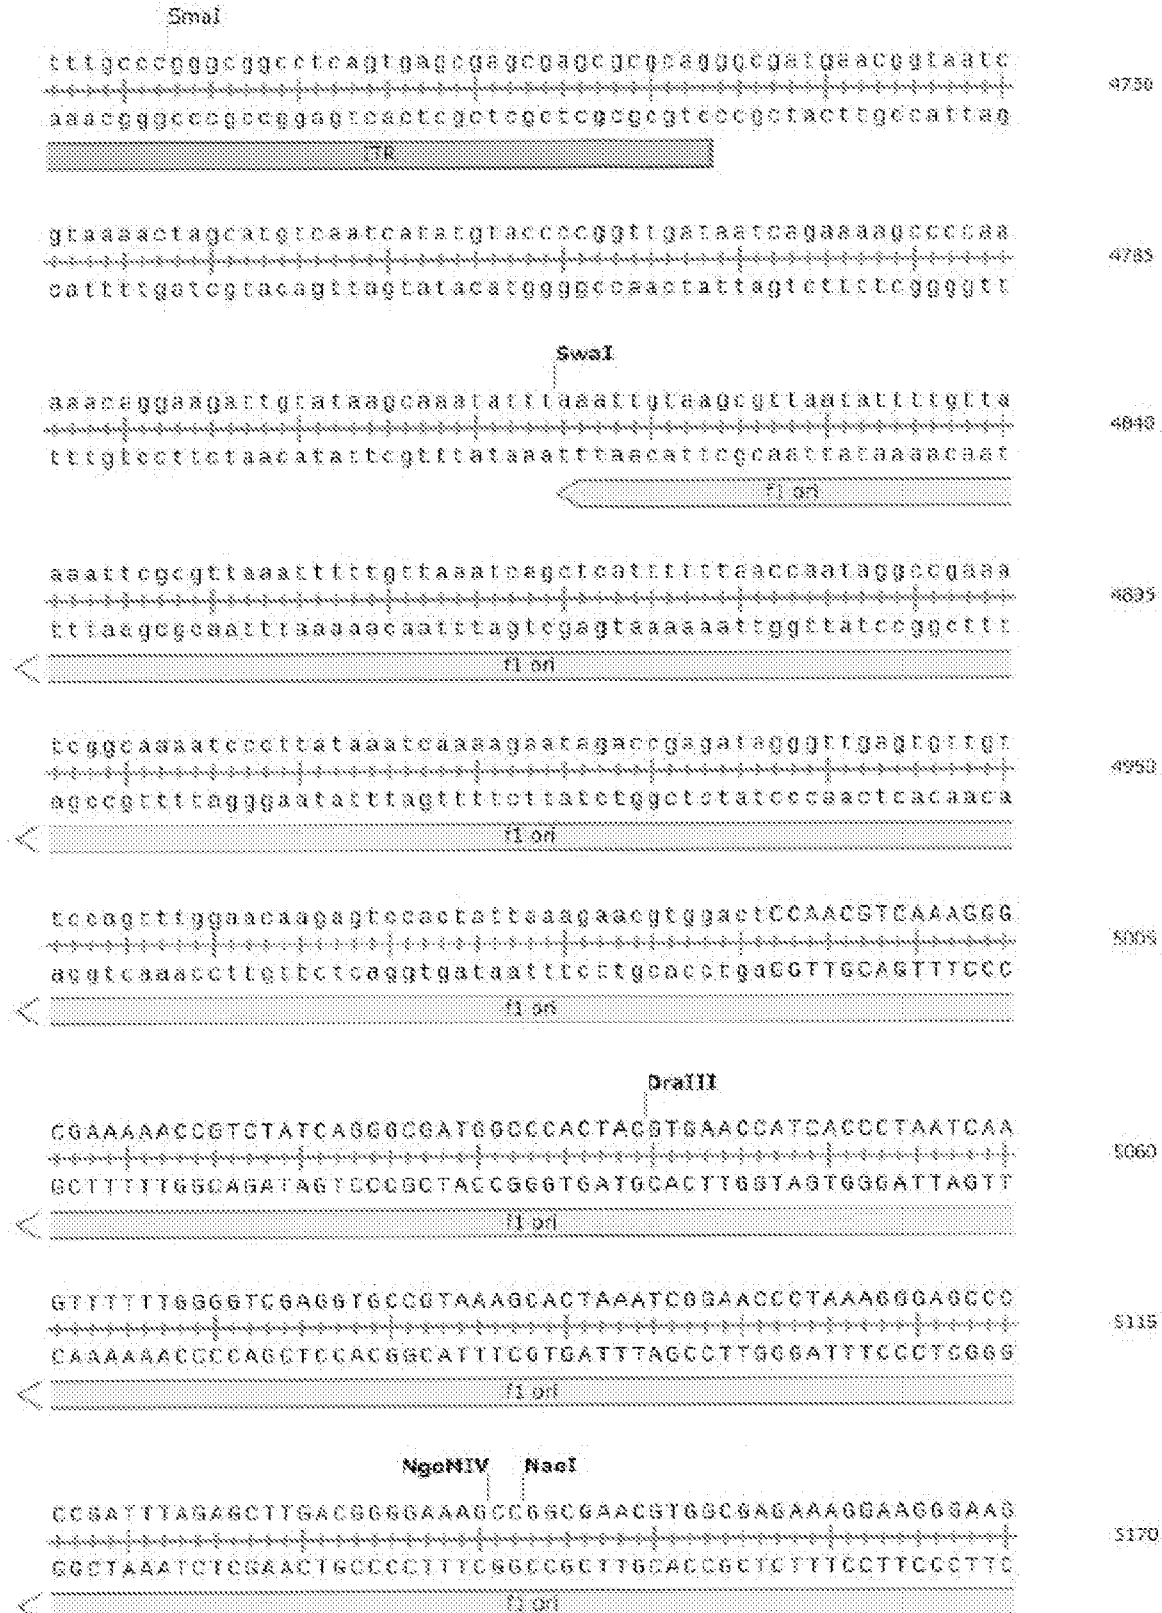 SmaI
tttgcccgggcggcctcagtgagcgagcgagcgcgcagggcgatgaacggtaatc
4730
aaacgggcccgccggagtcactcgctcgctcgcgcgtcccgctacttgccattag
ITR
gtaaaactagcatgtcaatcatatgtaccccggttgataatcagaaaagccccaa
4785
cattttgatcgtacagttagtatacatggggccaactattagtcttttcggggtt
SwaI
aaacaggaagattgtataagcaaatatttaaattgtaagcgttaatattttgtta
4840
tttgtccttctaacatattcgtttataaatttaacattcgcaattataaaacaat
f1 ori
aaattcgcgttaaatttttgttaaatcagctcattttttaaccaataggccgaaa
4895
tttaagcgcaatttaaaaacaatttagtcgagtaaaaaattggttatccggcttt
f1 ori
tcggcaaaatcccttataaatcaaaagaatagaccgagatagggttgagtgttgt
4950
agccgttttagggaatatttagttttcttatctggctctatcccaactcacaaca
f1 ori
tccagtttggaacaagagtccactattaaagaacgtggactCCAACGTCAAAGGG
5005
aggtcaaaccttgttctcaggtgataatttcttgcacctgaGGTTGCAGTTTCCC
f1 ori
DraIII
CGAAAAACCGTCTATCAGGGCGATGGCCCACTACGTGAACCATCACCCTAATCAA
5060
GCTTTTTGGCAGATAGTCCCGCTACCGGGTGATGCACTTGGTAGTGGGATTAGTT
f1 ori
GTTTTTTGGGGTCGAGGTGCCGTAAAGCACTAAATCGGAACCCTAAAGGGAGCCC
5115
CAAAAAACCCCAGCTCCACGGCATTTCGTGATTTAGCCTTGGGATTTCCCTCGGG
f1 ori
NgoMIV NaeI
CCGATTTAGAGCTTGACGGGGAAAGCCGGCGAACGTGGCGAGAAAGGAAGGGAAG
5170
GGCTAAATCTCGAACTGCCCCTTTCGGCCGCTTGCACCGCTCTTTCCTTCCCTTC
f1 ori